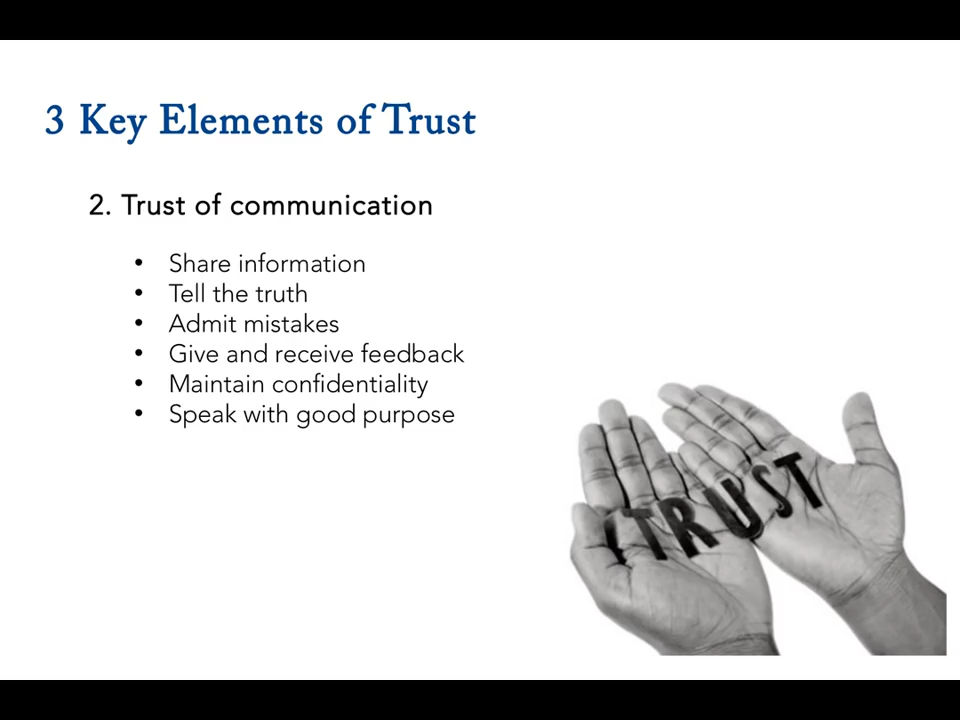 3 Key Elements of Trust
2. Trust of communication
• Share information
• Tell the truth
• Admit mistakes
• Give and receive feedback
• Maintain confidentiality
• Speak with good purpose
TRUST